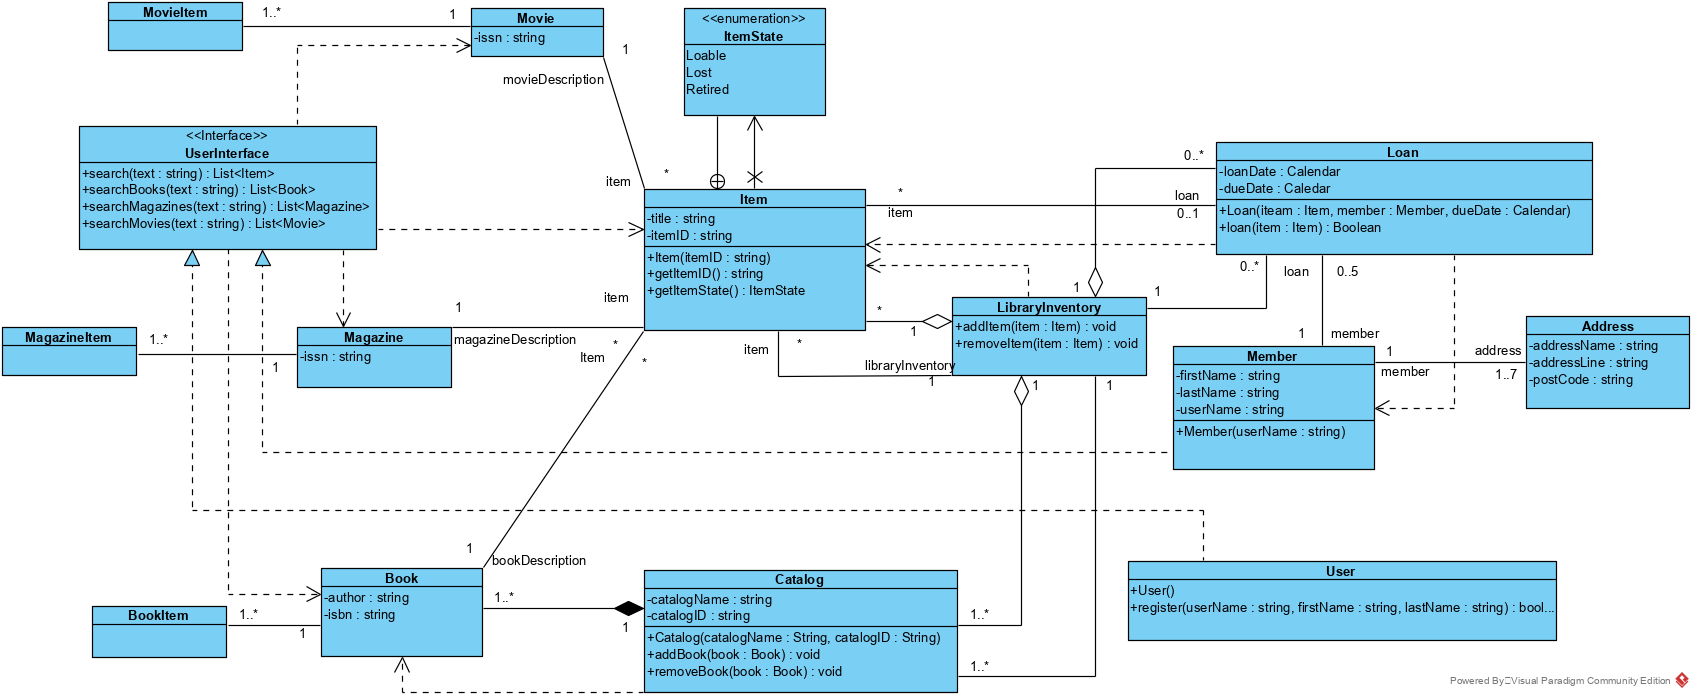 MovieItem
1..*
1
Movie
-issn : string
1
movieDescription
<<enumeration>>
ItemState
Loable
Lost
Retired
<<Interface>>
UserInterface
+search(text : string) : List<Item>
+searchBooks(text : string) : List<Book>
+searchMagazines(text : string) : List<Magazine>
+searchMovies(text : string) : List<Movie>
item
*
Item
-title : string
-itemID : string
+Item(itemID : string)
+getItemID() : string
+getItemState() : ItemState
*
item
loan
0..1
0..*
Loan
-loanDate : Calendar
-dueDate : Caledar
+Loan(iteam : Item, member : Member, dueDate : Calendar)
+loan(item : Item) : Boolean
0..*
loan
0..5
1
1
LibraryInventory
+addItem(item : Item) : void
+removeItem(item : Item) : void
*
1
item
*
libraryInventory
1
1
1
item
1
magazineDescription
*
Item
*
MagazineItem
1..*
1
Magazine
-issn : string
1
member
Member
-firstName : string
-lastName : string
-userName : string
+Member(userName : string)
1
member
address
1..7
Address
-addressName : string
-addressLine : string
-postCode : string
1
bookDescription
Book
-author : string
-isbn : string
BookItem
1..*
1
1..*
1
Catalog
-catalogName : string
-catalogID : string
+Catalog(catalogName : String, catalogID : String)
+addBook(book : Book) : void
+removeBook(book : Book) : void
1..*
1..*
User
+User()
+register(userName : string, firstName : string, lastName : string) : bool...
Powered By Visual Paradigm Community Edition